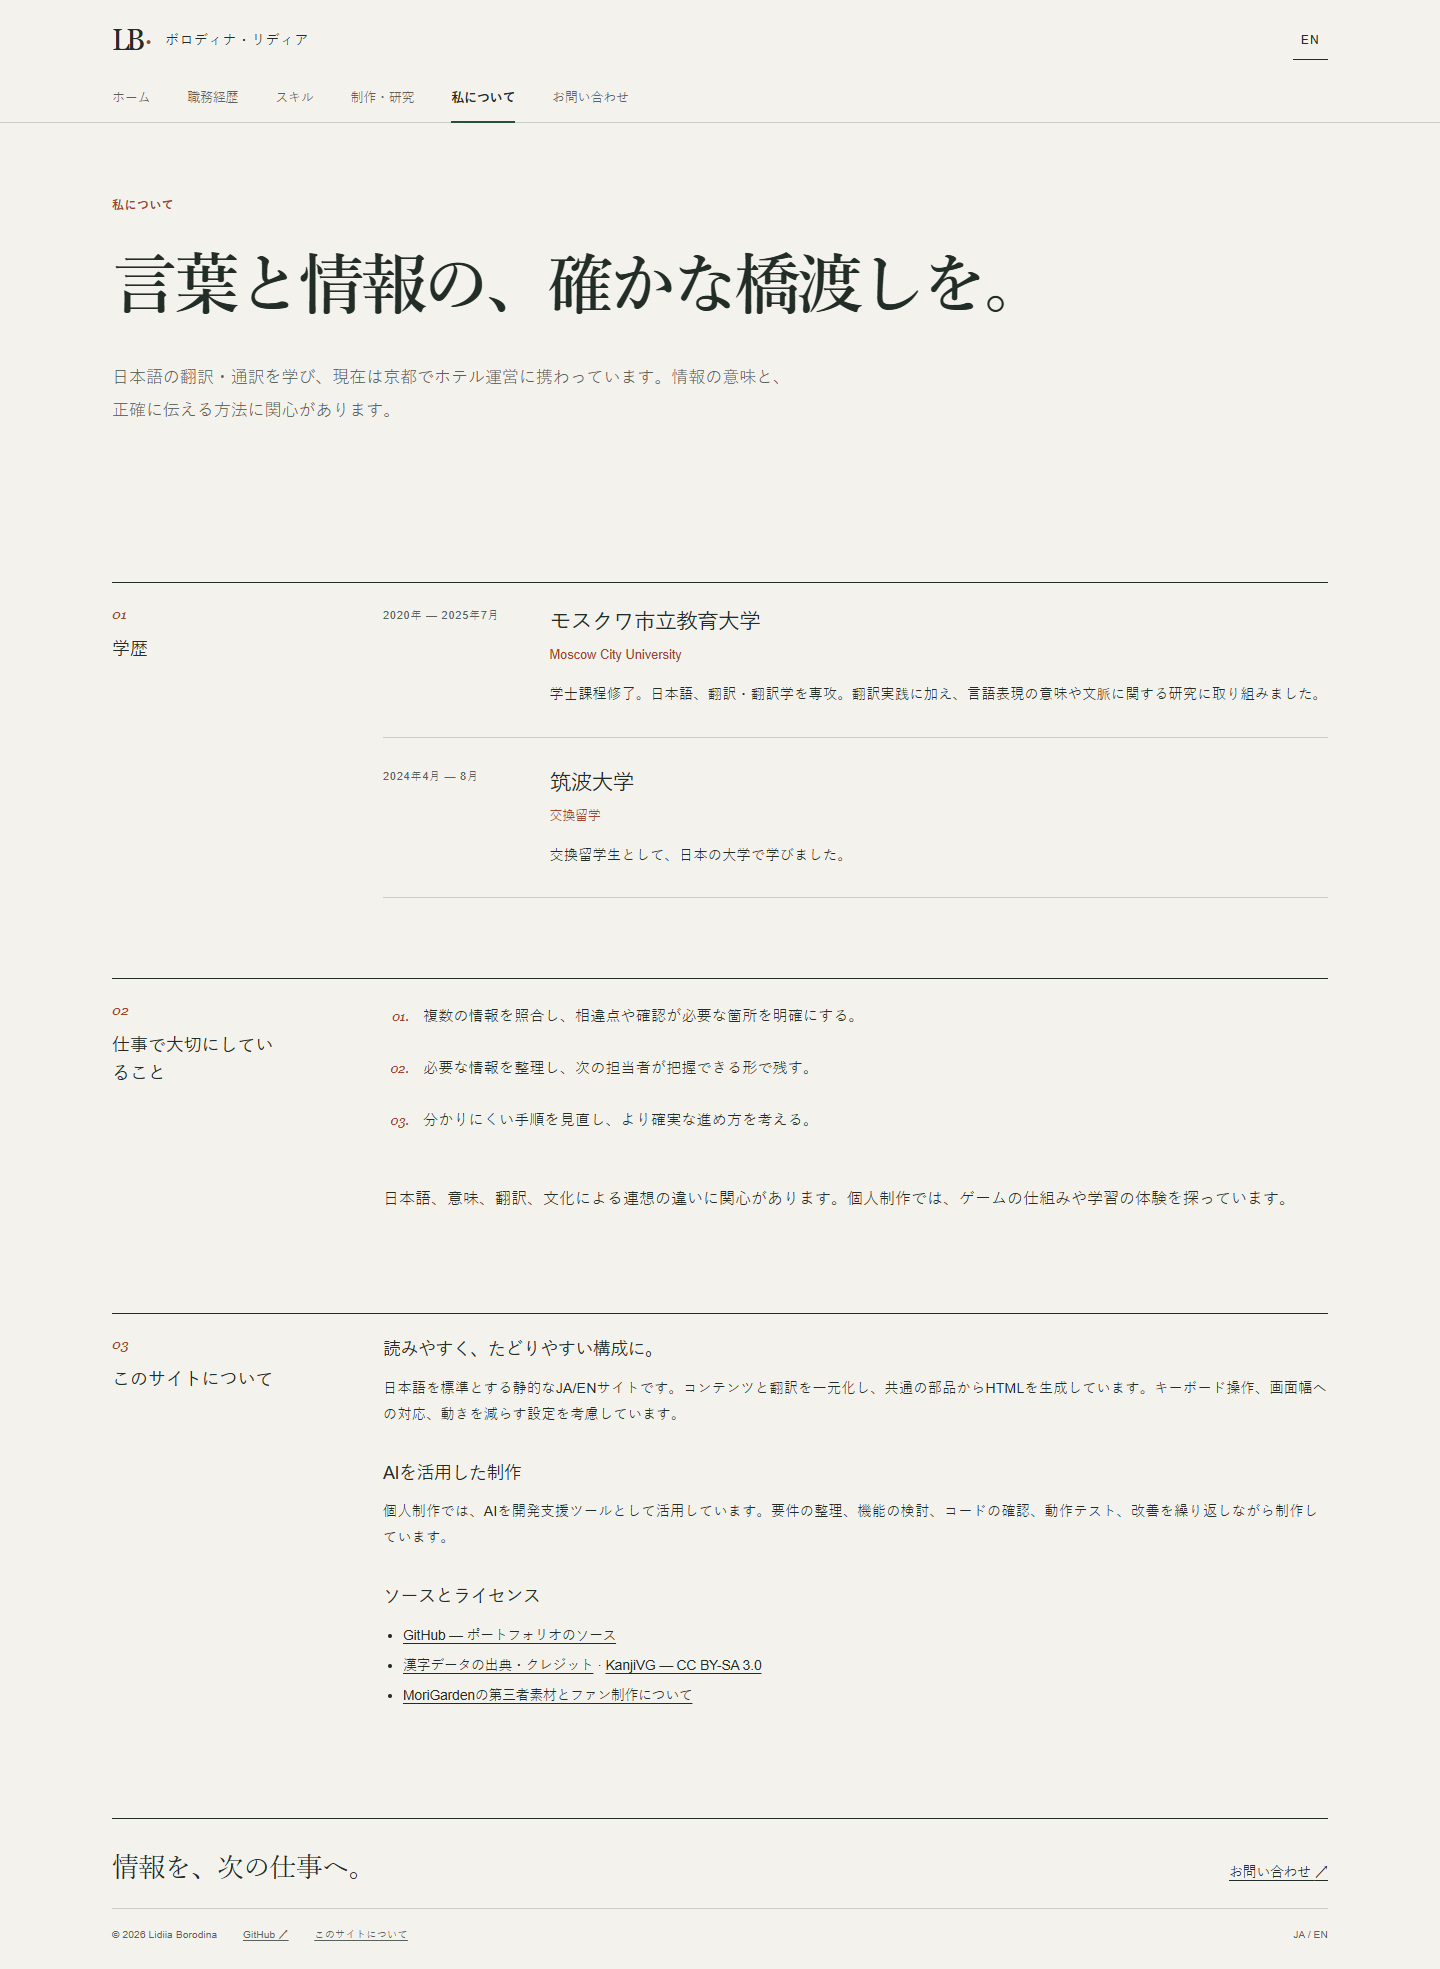 LB· ボロディナ・リディア
EN
ホーム 職務経歴 スキル 制作・研究 私について お問い合わせ
私について
言葉と情報の、確かな橋渡しを。
日本語の翻訳・通訳を学び、現在は京都でホテル運営に携わっています。情報の意味と、
正確に伝える方法に関心があります。
01
学歴
2020年 — 2025年7月
モスクワ市立教育大学
Moscow City University
学士課程修了。日本語、翻訳・翻訳学を専攻。翻訳実践に加え、言語表現の意味や文脈に関する研究に取り組みました。
2024年4月 — 8月
筑波大学
交換留学
交換留学生として、日本の大学で学びました。
02
仕事で大切にしてい
ること
01. 複数の情報を照合し、相違点や確認が必要な箇所を明確にする。
02. 必要な情報を整理し、次の担当者が把握できる形で残す。
03. 分かりにくい手順を見直し、より確実な進め方を考える。
日本語、意味、翻訳、文化による連想の違いに関心があります。個人制作では、ゲームの仕組みや学習の体験を探っています。
03
このサイトについて
読みやすく、たどりやすい構成に。
日本語を標準とする静的なJA/ENサイトです。コンテンツと翻訳を一元化し、共通の部品からHTMLを生成しています。キーボード操作、画面幅へ
の対応、動きを減らす設定を考慮しています。
AIを活用した制作
個人制作では、AIを開発支援ツールとして活用しています。要件の整理、機能の検討、コードの確認、動作テスト、改善を繰り返しながら制作し
ています。
ソースとライセンス
• GitHub — ポートフォリオのソース
• 漢字データの出典・クレジット · KanjiVG — CC BY-SA 3.0
• MoriGardenの第三者素材とファン制作について
情報を、次の仕事へ。
お問い合わせ ↗
© 2026 Lidiia Borodina GitHub ↗ このサイトについて
JA / EN